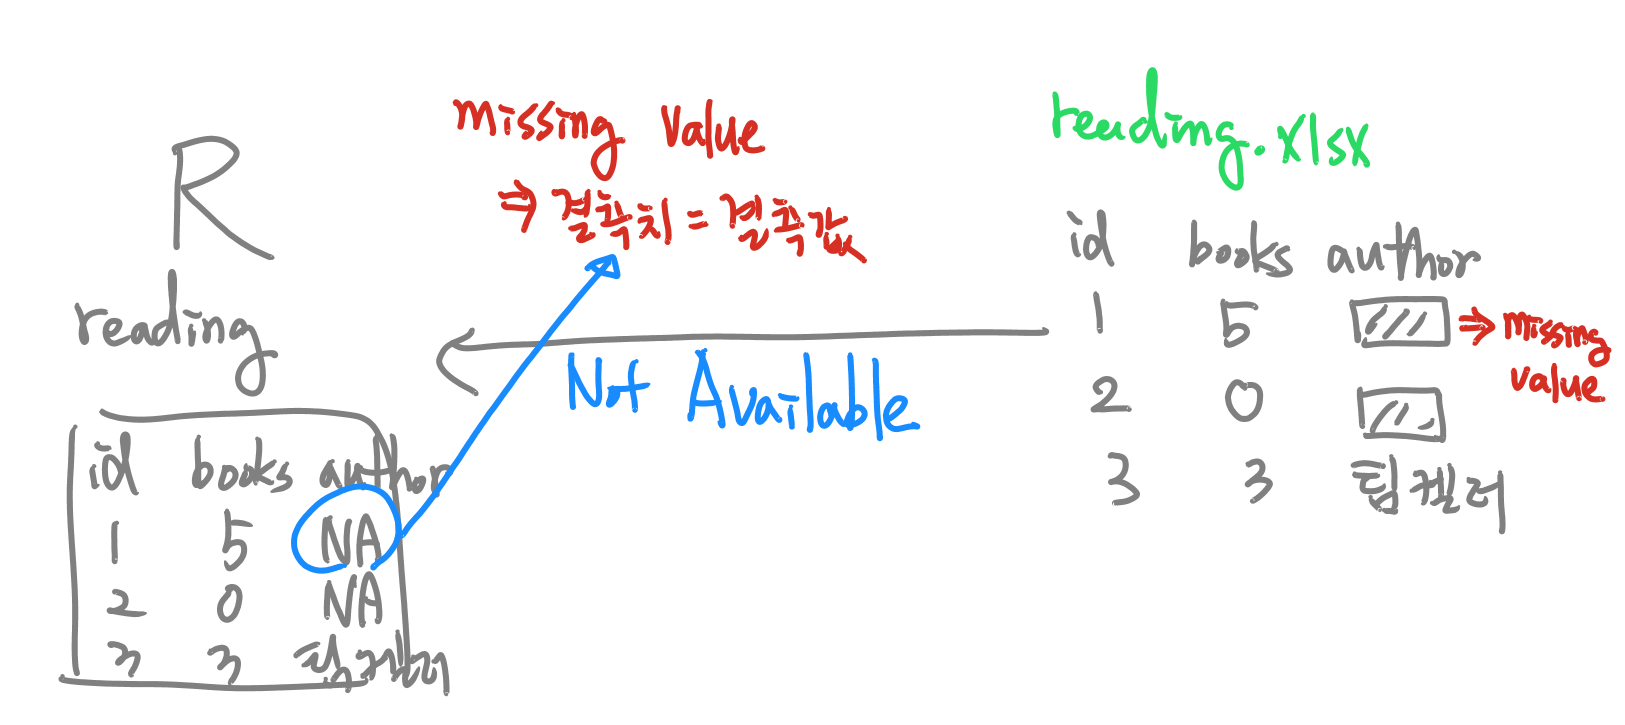 R
reading
id books author
1 5 NA
2 0 NA
3 3 팀켈러
missing value
⇒ 결측치 = 결측값
Not Available
reading.xlsx
id books author
1 5 ⇒ missing value
2 0
3 3 팀켈러